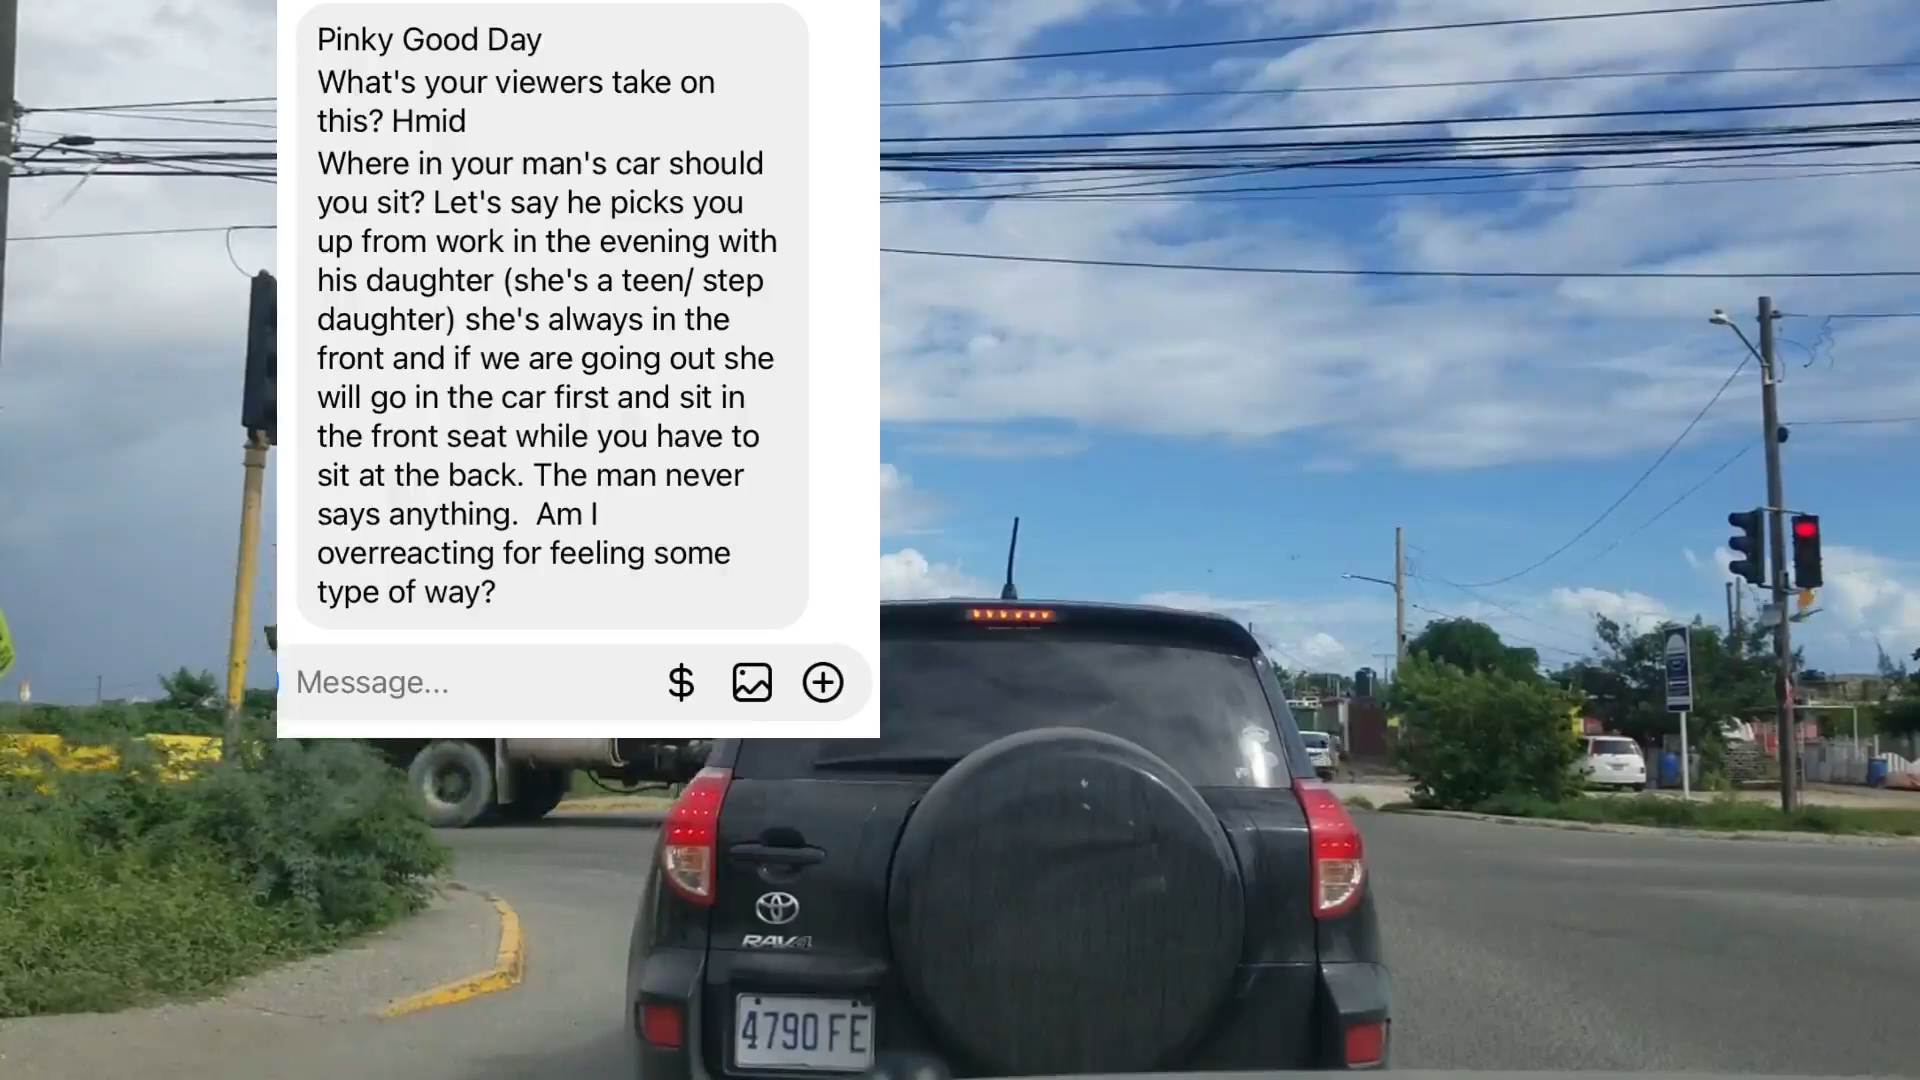 Pinky Good Day
What's your viewers take on
this? Hmid
Where in your man's car should
you sit? Let's say he picks you
up from work in the evening with
his daughter (she's a teen/ step
daughter) she's always in the
front and if we are going out she
will go in the car first and sit in
the front seat while you have to
sit at the back. The man never
says anything.  Am I
overreacting for feeling some
type of way?
Message...
RAV4
4790 FE